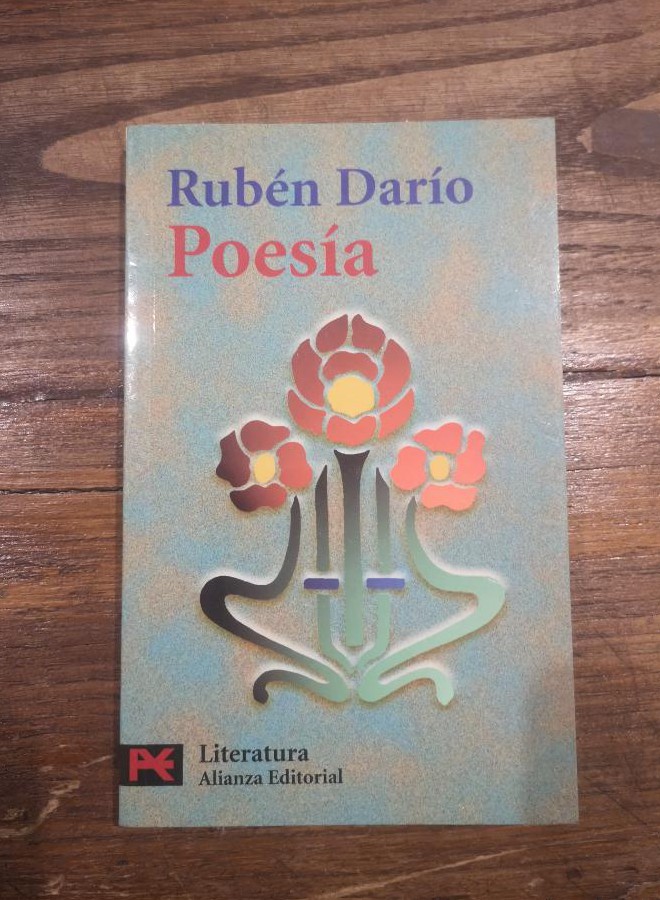 Rubén Darío
Poesía
Literatura
Alianza Editorial